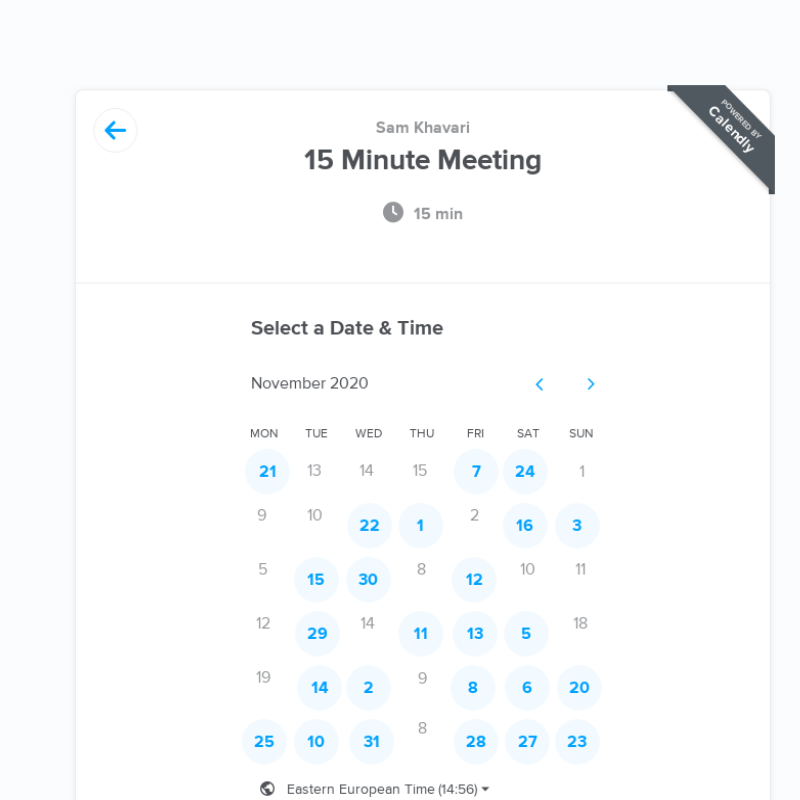 POWERED BY
Calendly
Sam Khavari
15 Minute Meeting
15 min
Select a Date & Time
November 2020
MON TUE WED THU FRI SAT SUN
21 13 14 15 7 24 1
9 10 22 1 2 16 3
5 15 30 8 12 10 11
12 29 14 11 13 5 18
19 14 2 9 8 6 20
25 10 31 8 28 27 23
Eastern European Time (14:56)